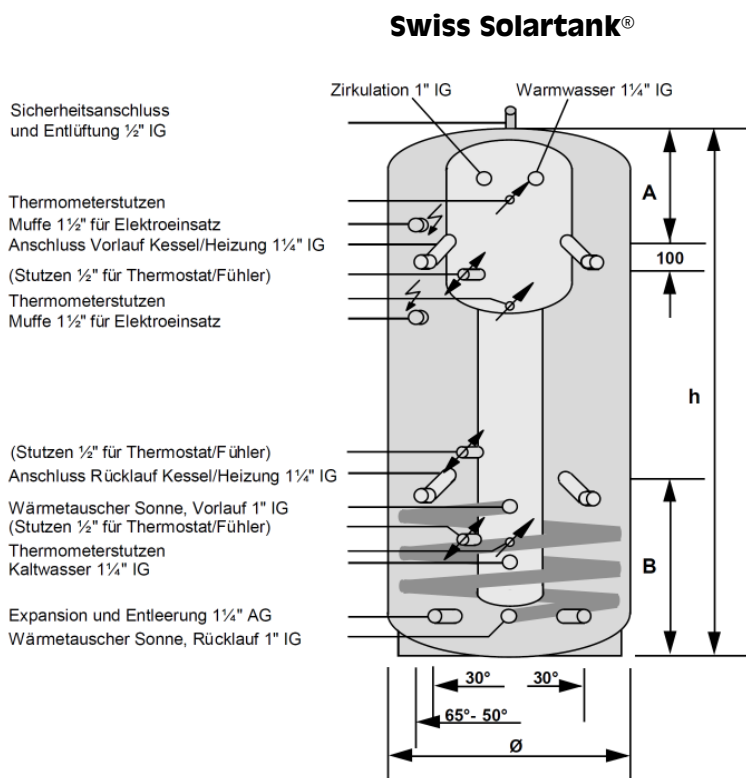 Swiss Solartank®
Zirkulation 1" IG
Warmwasser 1¼" IG
Sicherheitsanschluss
und Entlüftung ½" IG
Thermometerstutzen
Muffe 1½" für Elektroeinsatz
Anschluss Vorlauf Kessel/Heizung 1¼" IG
(Stutzen ½" für Thermostat/Fühler)
Thermometerstutzen
Muffe 1½" für Elektroeinsatz
(Stutzen ½" für Thermostat/Fühler)
Anschluss Rücklauf Kessel/Heizung 1¼" IG
Wärmetauscher Sonne, Vorlauf 1" IG
(Stutzen ½" für Thermostat/Fühler)
Thermometerstutzen
Kaltwasser 1¼" IG
Expansion und Entleerung 1¼" AG
Wärmetauscher Sonne, Rücklauf 1" IG
A
100
h
B
30°
30°
65°- 50°
Ø